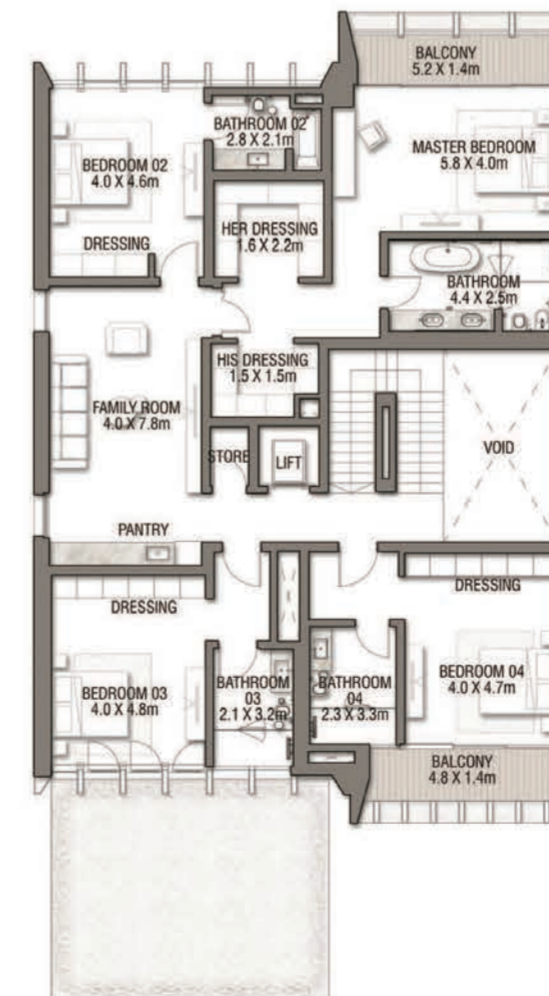 BALCONY
5.2 X 1.4m
BATHROOM 02
2.8 X 2.1m
MASTER BEDROOM
5.8 X 4.0m
BEDROOM 02
4.0 X 4.6m
HER DRESSING
1.6 X 2.2m
DRESSING
BATHROOM
4.4 X 2.5m
HIS DRESSING
1.5 X 1.5m
FAMILY ROOM
4.0 X 7.8m
STORE
LIFT
VOID
PANTRY
DRESSING
DRESSING
BEDROOM 03
4.0 X 4.8m
BATHROOM
03
2.1 X 3.2m
BATHROOM
04
2.3 X 3.3m
BEDROOM 04
4.0 X 4.7m
BALCONY
4.8 X 1.4m